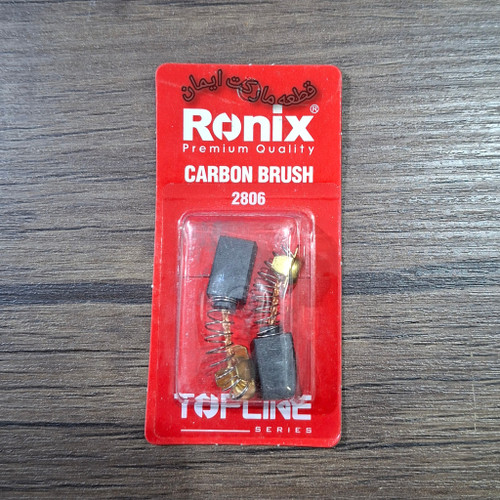 قطعه مارکت ایمان
Ronix®
Premium Quality
CARBON BRUSH
2806
TOPLINE
SERIES